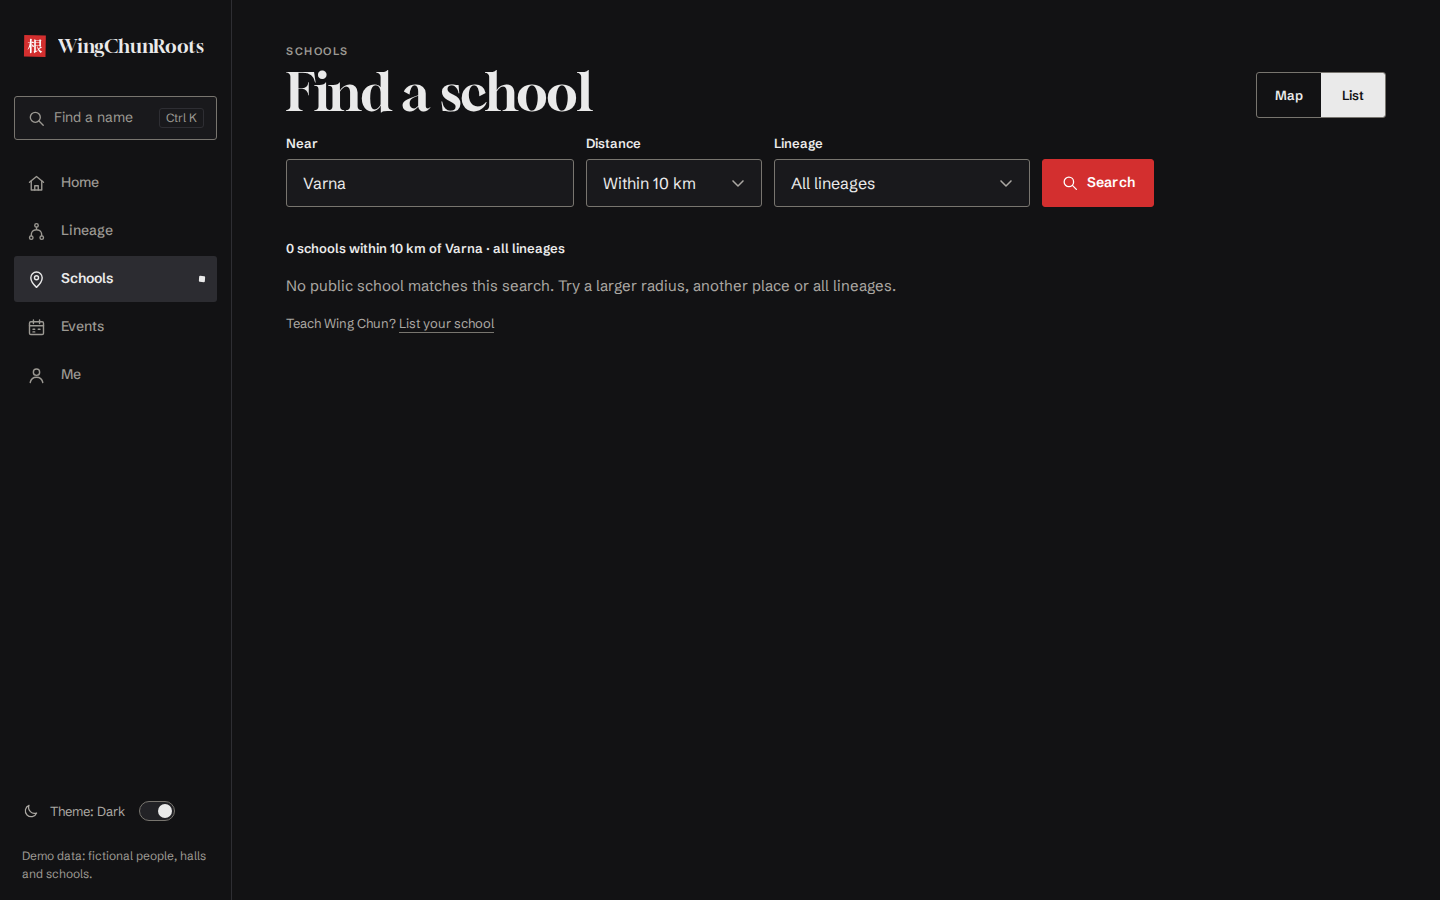 根 WingChunRoots
Find a name Ctrl K
Home
Lineage
Schools
Events
Me
Theme: Dark
Demo data: fictional people, halls
and schools.
SCHOOLS
Find a school
Map List
Near Distance Lineage
Varna Within 10 km All lineages Search
0 schools within 10 km of Varna · all lineages
No public school matches this search. Try a larger radius, another place or all lineages.
Teach Wing Chun? List your school